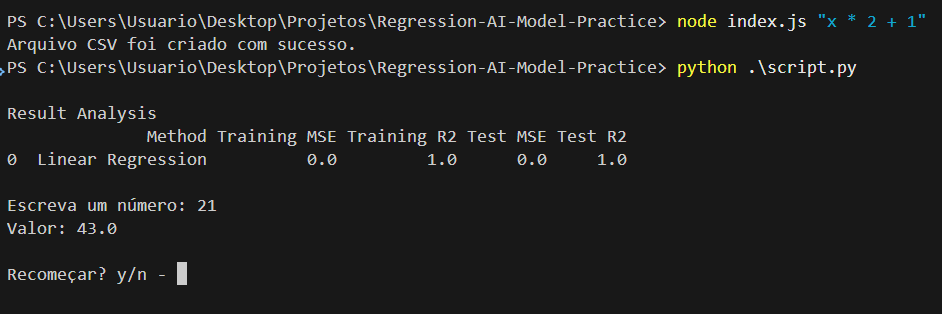 PS C:\Users\Usuario\Desktop\Projetos\Regression-AI-Model-Practice> node index.js "x * 2 + 1"
Arquivo CSV foi criado com sucesso.
PS C:\Users\Usuario\Desktop\Projetos\Regression-AI-Model-Practice> python .\script.py
Result Analysis
Method Training MSE Training R2 Test MSE Test R2
0 Linear Regression 0.0 1.0 0.0 1.0
Escreva um número: 21
Valor: 43.0
Recomeçar? y/n -